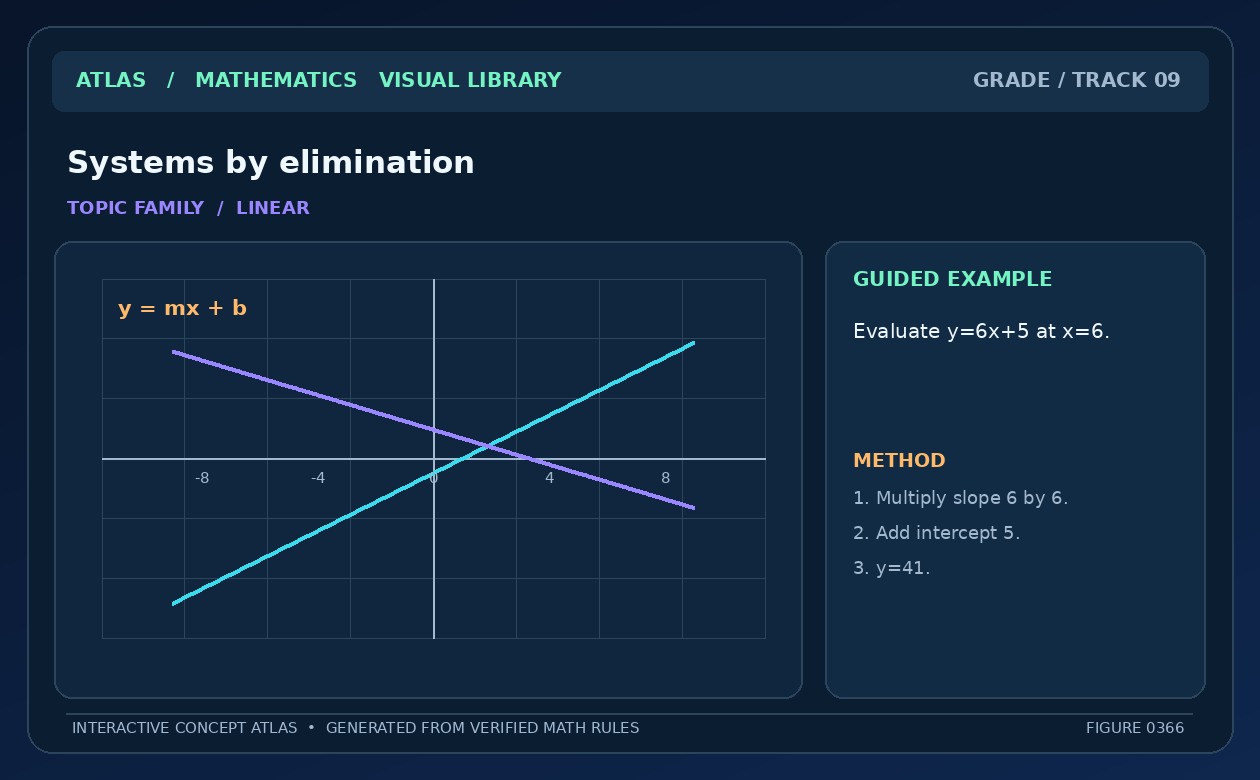 ATLAS / MATHEMATICS VISUAL LIBRARY
GRADE / TRACK 09
Systems by elimination
TOPIC FAMILY / LINEAR
y = mx + b
-8 -4 0 4 8
GUIDED EXAMPLE
Evaluate y=6x+5 at x=6.
METHOD
1. Multiply slope 6 by 6.
2. Add intercept 5.
3. y=41.
INTERACTIVE CONCEPT ATLAS • GENERATED FROM VERIFIED MATH RULES
FIGURE 0366